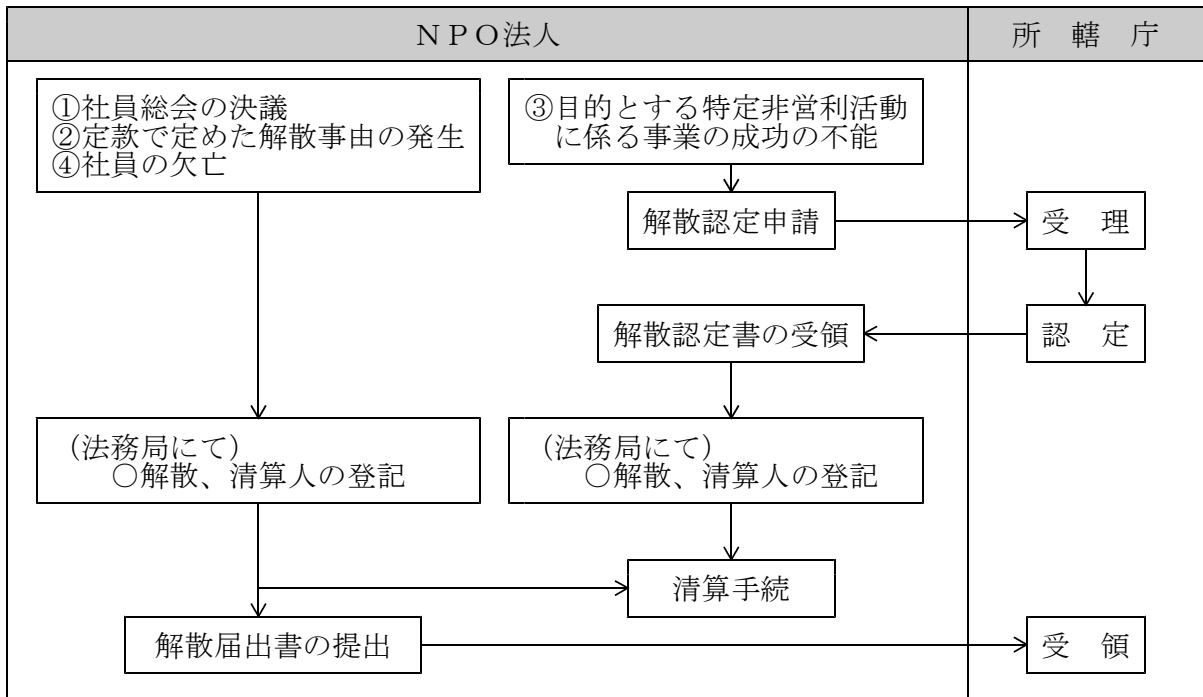 ＮＰＯ法人
所　轄　庁
①社員総会の決議
②定款で定めた解散事由の発生
④社員の欠亡
③目的とする特定非営利活動
に係る事業の成功の不能
解散認定申請
受　理
解散認定書の受領
認　定
（法務局にて）
○解散、清算人の登記
（法務局にて）
○解散、清算人の登記
清算手続
解散届出書の提出
受　領